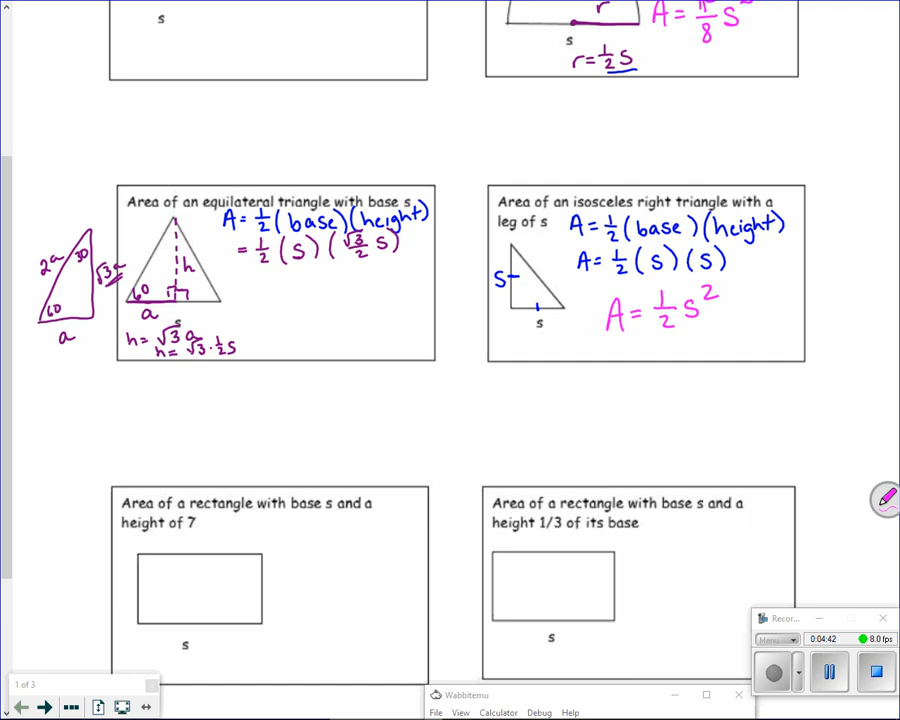 s
r
A = π/8 s²
s
r = 1/2 s
Area of an equilateral triangle with base s
A = 1/2 (base)(height)
= 1/2 (s)(√3/2 s)
2a 30 √3a
60
a
h
60
a
s
h = √3 a
h = √3 · 1/2 s
Area of an isosceles right triangle with a
leg of s
A = 1/2 (base)(height)
A = 1/2 (s)(s)
A = 1/2 s²
s
s
Area of a rectangle with base s and a
height of 7
s
Area of a rectangle with base s and a
height 1/3 of its base
s
Recor...
Menu
0:04:42
8.0 fps
1 of 3
Wabbitemu
File View Calculator Debug Help